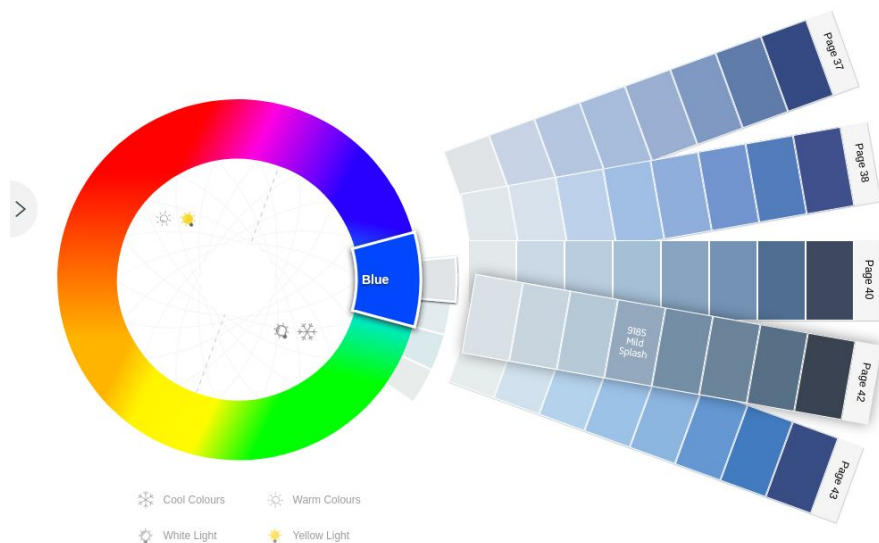 Page 37
Page 38
Blue
Page 40
9185
Mild
Splash
Page 42
Page 43
Cool Colours
Warm Colours
White Light
Yellow Light